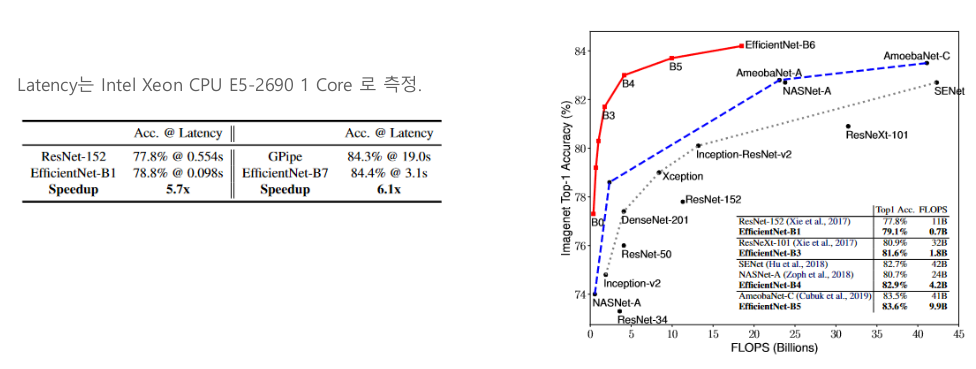 Latency는 Intel Xeon CPU E5-2690 1 Core 로 측정.
Acc. @ Latency Acc. @ Latency
ResNet-152 77.8% @ 0.554s GPipe 84.3% @ 19.0s
EfficientNet-B1 78.8% @ 0.098s EfficientNet-B7 84.4% @ 3.1s
Speedup 5.7x Speedup 6.1x
Imagenet Top-1 Accuracy (%)
84
82
80
78
76
74
EfficientNet-B6
AmoebaNet-C
B5
AmoebaNet-A
B4
NASNet-A
SENet
B3
ResNeXt-101
Inception-ResNet-v2
Xception
ResNet-152
B0
DenseNet-201
ResNet-50
Inception-v2
NASNet-A
ResNet-34
Top1 Acc. FLOPS
ResNet-152 (Xie et al., 2017) 77.8% 11B
EfficientNet-B1 79.1% 0.7B
ResNeXt-101 (Xie et al., 2017) 80.9% 32B
EfficientNet-B3 81.6% 1.8B
SENet (Hu et al., 2018) 82.7% 42B
NASNet-A (Zoph et al., 2018) 80.7% 24B
EfficientNet-B4 82.9% 4.2B
AmoebaNet-C (Cubuk et al., 2019) 83.5% 41B
EfficientNet-B5 83.6% 9.9B
0 5 10 15 20 25 30 35 40 45
FLOPS (Billions)